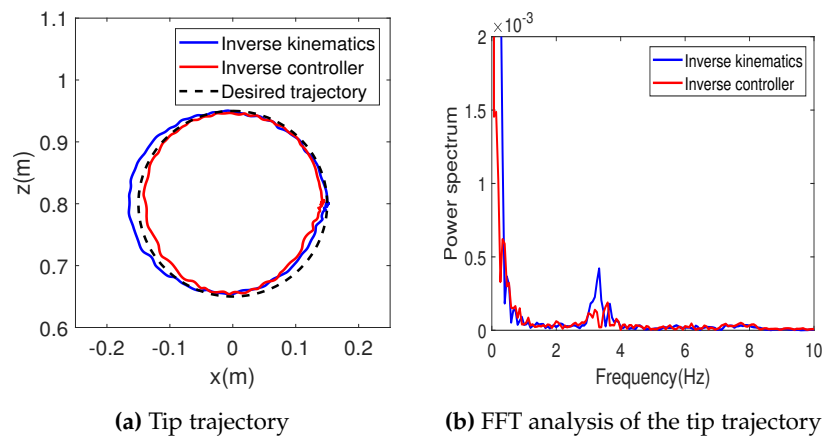 Inverse kinematics
Inverse controller
Desired trajectory
1.1
1
0.9
0.8
0.7
0.6
z(m)
-0.2 -0.1 0 0.1 0.2
x(m)
(a) Tip trajectory
2 ×10⁻³
1.5
1
0.5
0
Power spectrum
Inverse kinematics
Inverse controller
0 2 4 6 8 10
Frequency(Hz)
(b) FFT analysis of the tip trajectory